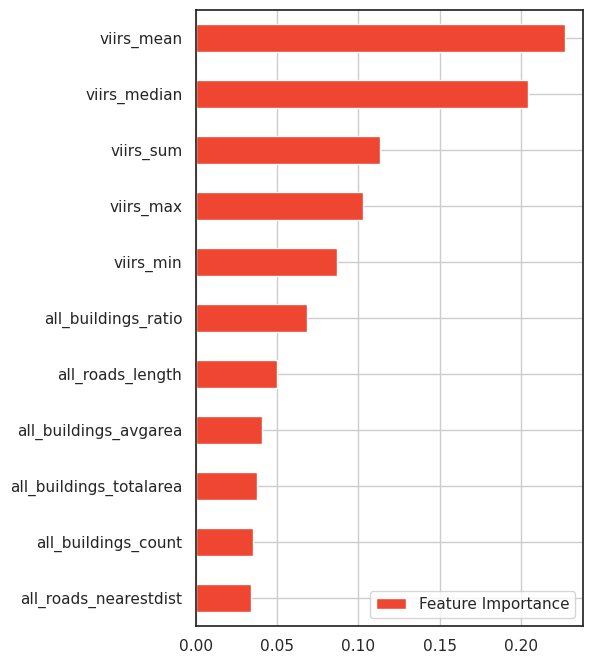 viirs_mean
viirs_median
viirs_sum
viirs_max
viirs_min
all_buildings_ratio
all_roads_length
all_buildings_avgarea
all_buildings_totalarea
all_buildings_count
all_roads_nearestdist
Feature Importance
0.00 0.05 0.10 0.15 0.20